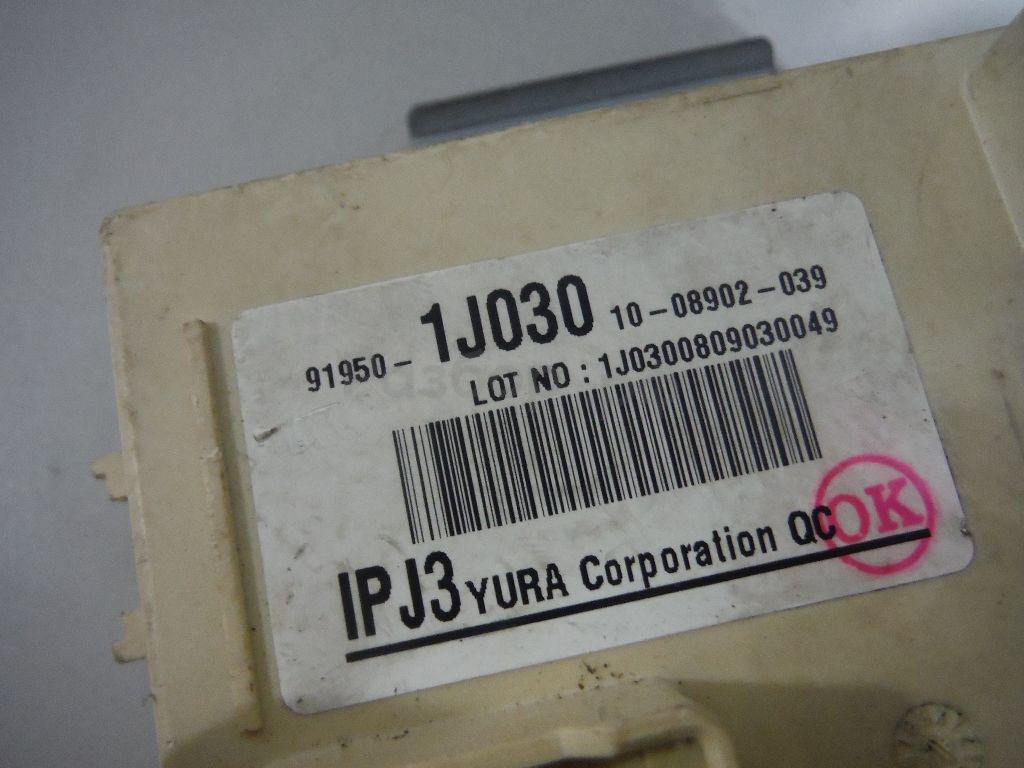 91950-1J030 10-08902-039
LOT NO : 1J0300809030049
IPJ3 YURA Corporation QC
OK